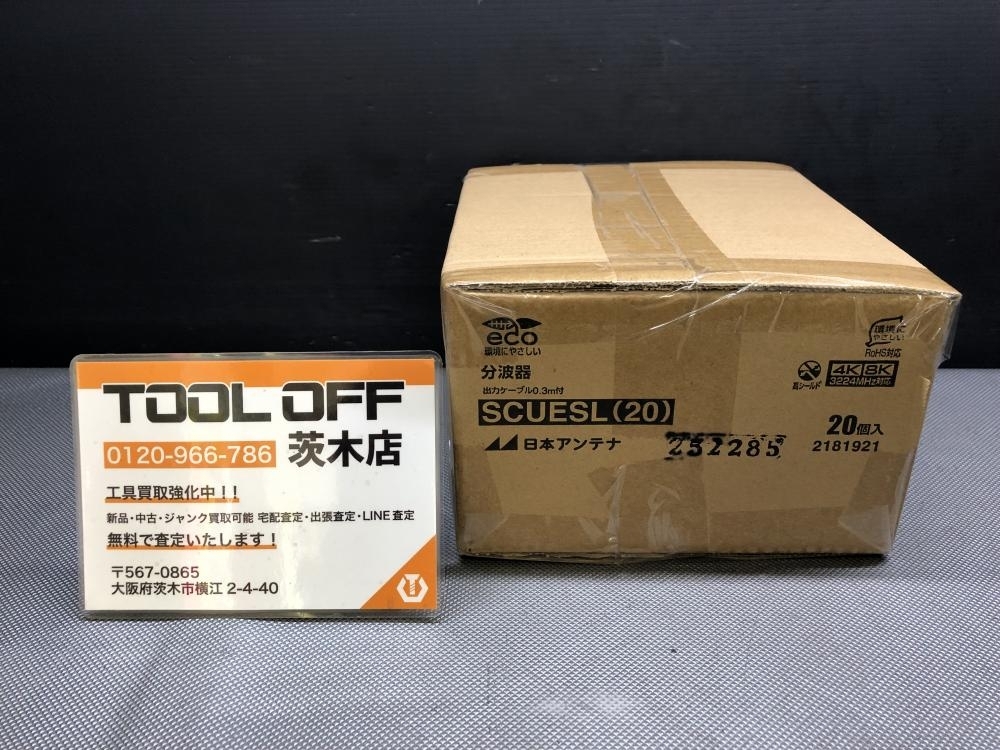 TOOL OFF
0120-966-786 茨木店
工具買取強化中!!
新品・中古・ジャンク買取可能 宅配査定・出張査定・LINE査定
無料で査定いたします!
〒567-0865
大阪府茨木市横江 2-4-40
eco
環境にやさしい
分波器
出力ケーブル0.3m付
SCUESL(20)
日本アンテナ
252285
環境に
やさしい
RoHS対応
高シールド
4K 8K
3224MHz対応
20個入
2181921